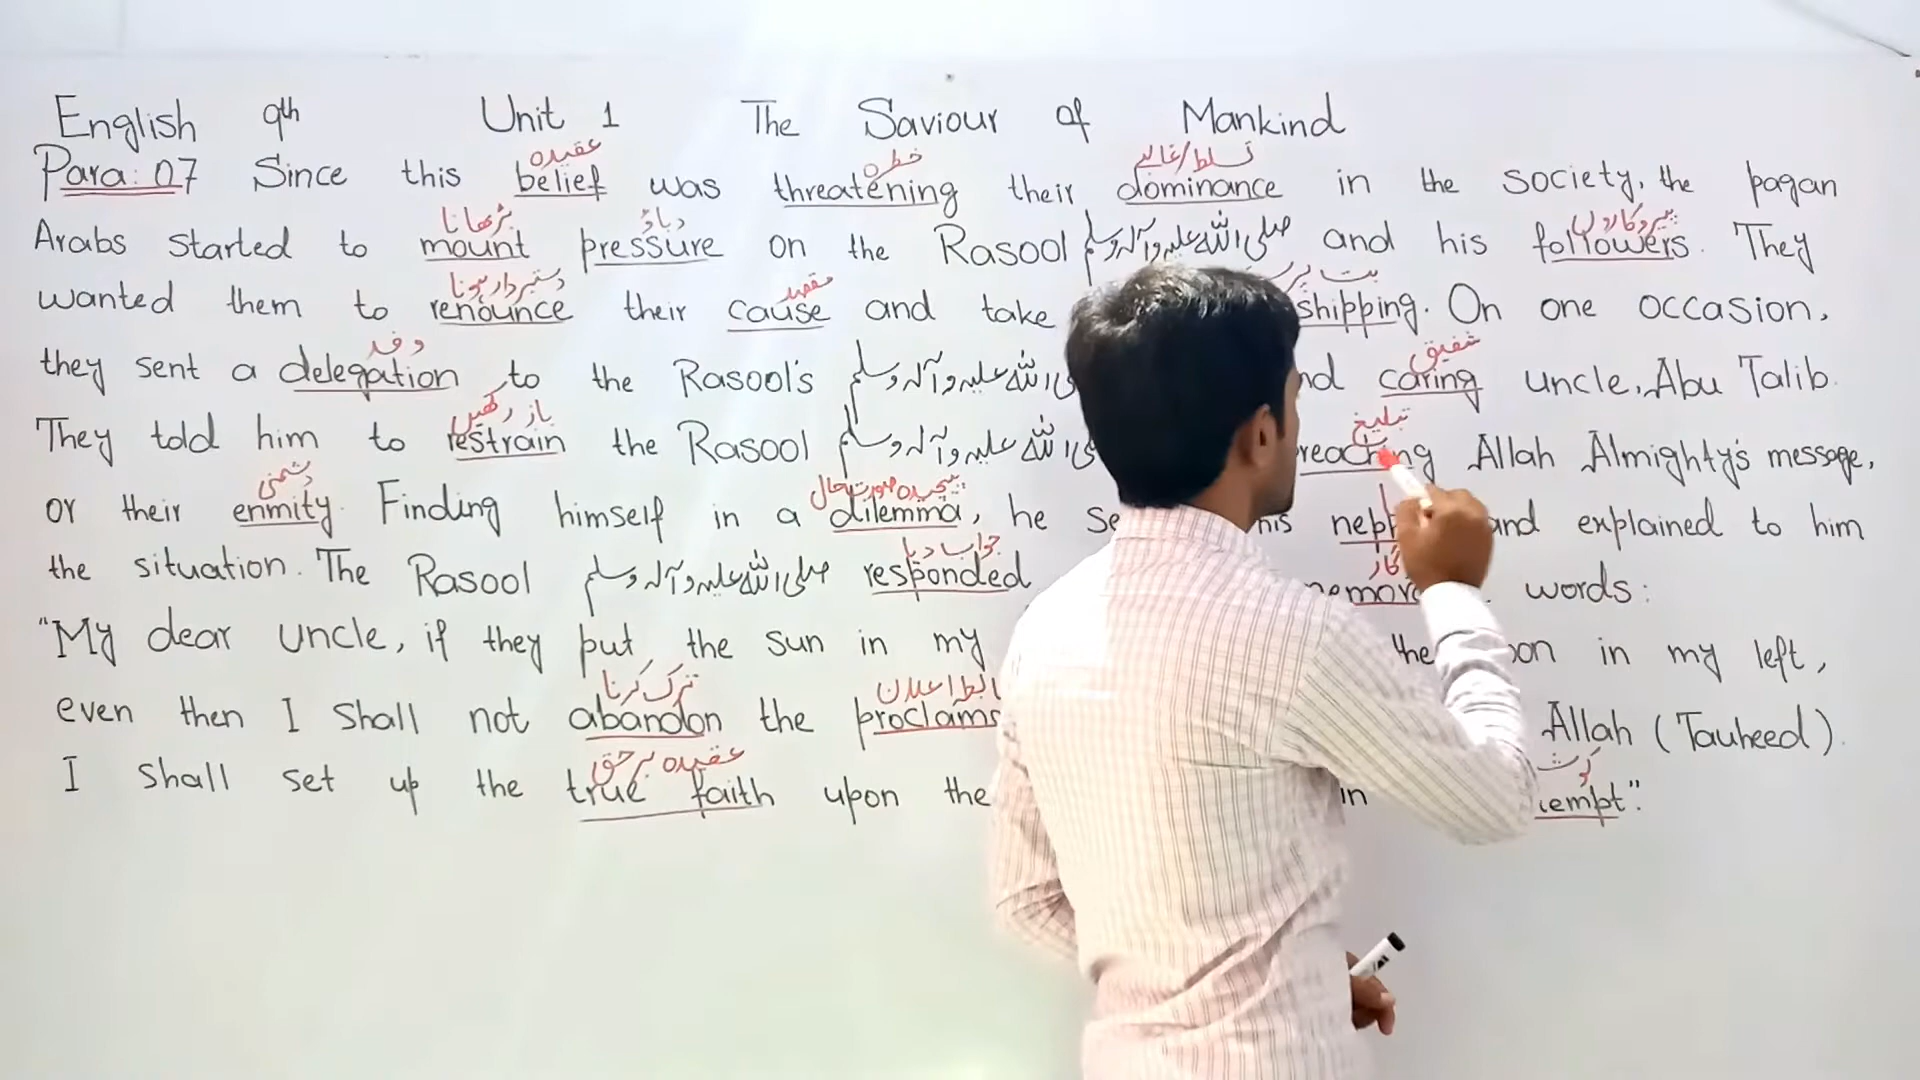 English 9th Unit 1 The Saviour of Mankind
عقیدہ خطرہ تسلط/غالب
Para: 07 Since this belief was threatening their dominance in the society, the pagan
بڑھانا دباؤ پیروکاروں
Arabs started to mount pressure on the Rasool صلی اللہ علیہ وآلہ وسلم and his followers. They
دستبردار ہونا مقصد بت
wanted them to renounce their cause and take shipping. On one occasion,
وفد شفیق
they sent a delegation to the Rasool's اللہ علیہ وآلہ وسلم nd caring uncle, Abu Talib.
باز رکھیں تبلیغ
They told him to restrain the Rasool اللہ علیہ وآلہ وسلم reaching Allah Almighty's message,
دشمنی پیچیدہ صورتحال
or their enmity. Finding himself in a dilemma, he se his neph and explained to him
جواب دیا گار
the situation. The Rasool صلی اللہ علیہ وآلہ وسلم responded emor words:
"My dear uncle, if they put, the sun in my the oon in my left,
ترک کرنا اعلان
even then I shall not abandon the proclams Allah (Tauheed).
عقیدہ برحق
I shall set up the true faith upon the in tempt".